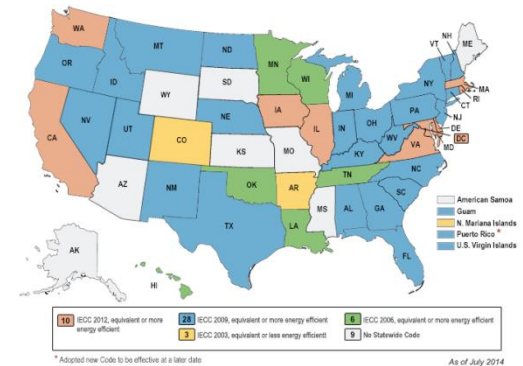 WA
OR
CA
NV
ID
MT
WY
UT
AZ
CO
NM
ND
SD
NE
KS
OK
TX
MN
IA
MO
AR
LA
WI
IL
MS
MI
IN
KY
TN
AL
OH
WV
GA
FL
SC
NC
VA
PA
NY
VT
NH
ME
MA
RI
CT
NJ
DE
MD
DC
AK
HI
American Samoa
Guam
N. Mariana Islands
Puerto Rico *
U.S. Virgin Islands
10 IECC 2012, equivalent or more
energy efficient
28 IECC 2009, equivalent or more energy efficient
3 IECC 2003, equivalent or less energy efficient
6 IECC 2006, equivalent or more energy efficient
9 No Statewide Code
* Adopted new Code to be effective at a later date
As of July 2014